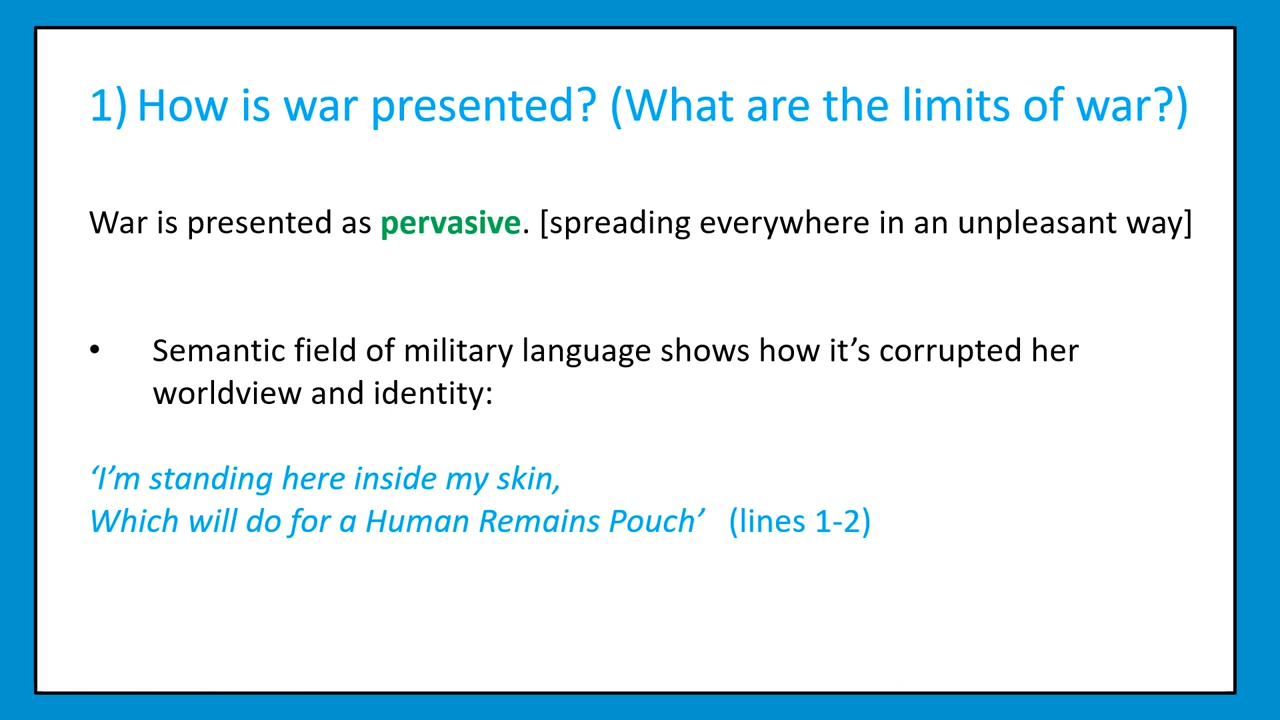 1) How is war presented? (What are the limits of war?)
War is presented as pervasive. [spreading everywhere in an unpleasant way]
• Semantic field of military language shows how it’s corrupted her
worldview and identity:
‘I’m standing here inside my skin,
Which will do for a Human Remains Pouch’ (lines 1-2)